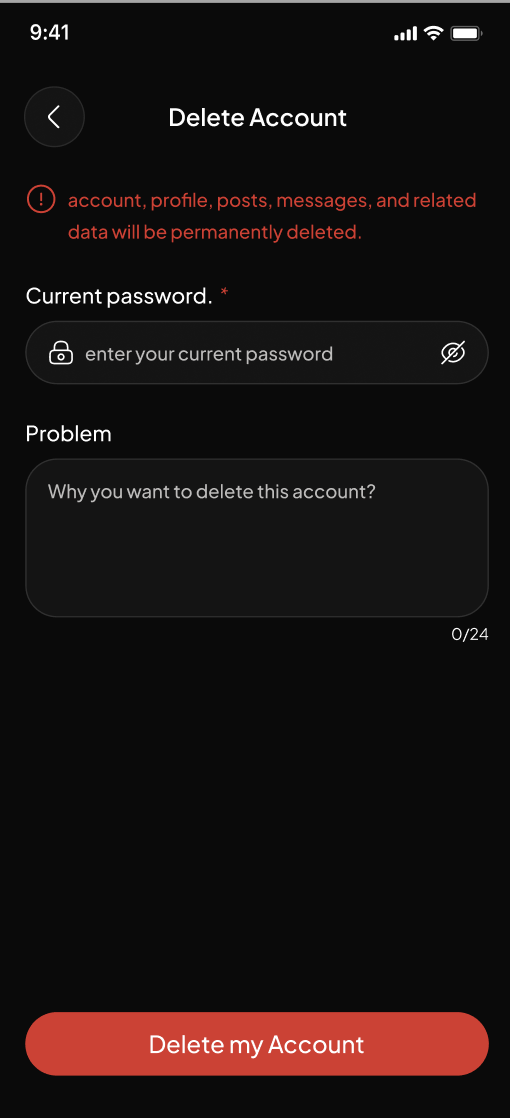 9:41
Delete Account
account, profile, posts, messages, and related
data will be permanently deleted.
Current password. *
enter your current password
Problem
Why you want to delete this account?
0/24
Delete my Account